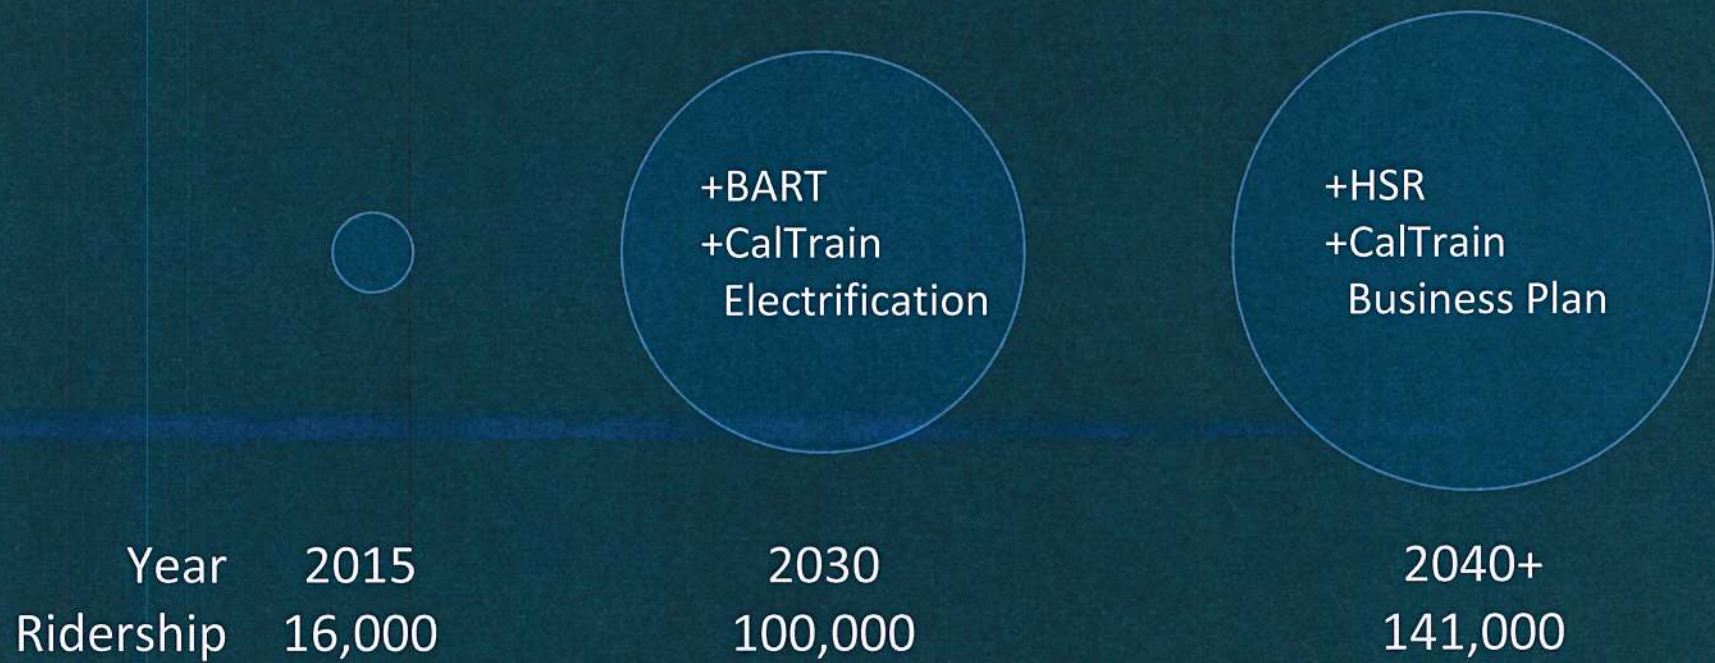 +BART
+CalTrain
Electrification
+HSR
+CalTrain
Business Plan
Year 2015 2030 2040+
Ridership 16,000 100,000 141,000